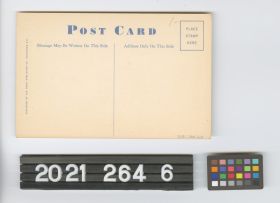 POST CARD
Message May Be Written On This Side
Address Only On This Side
PLACE
STAMP
HERE
2021 264 6